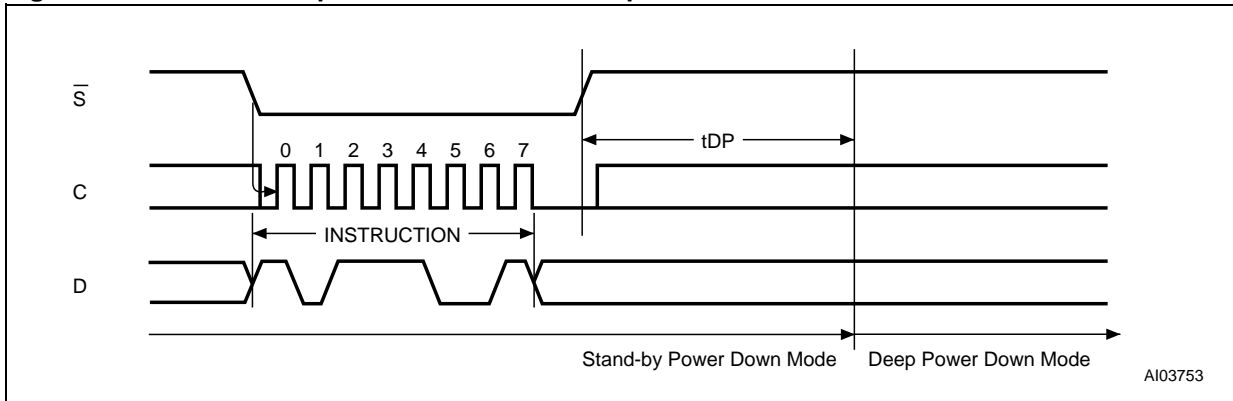 S̅
0 1 2 3 4 5 6 7
tDP
C
INSTRUCTION
D
Stand-by Power Down Mode Deep Power Down Mode
AI03753